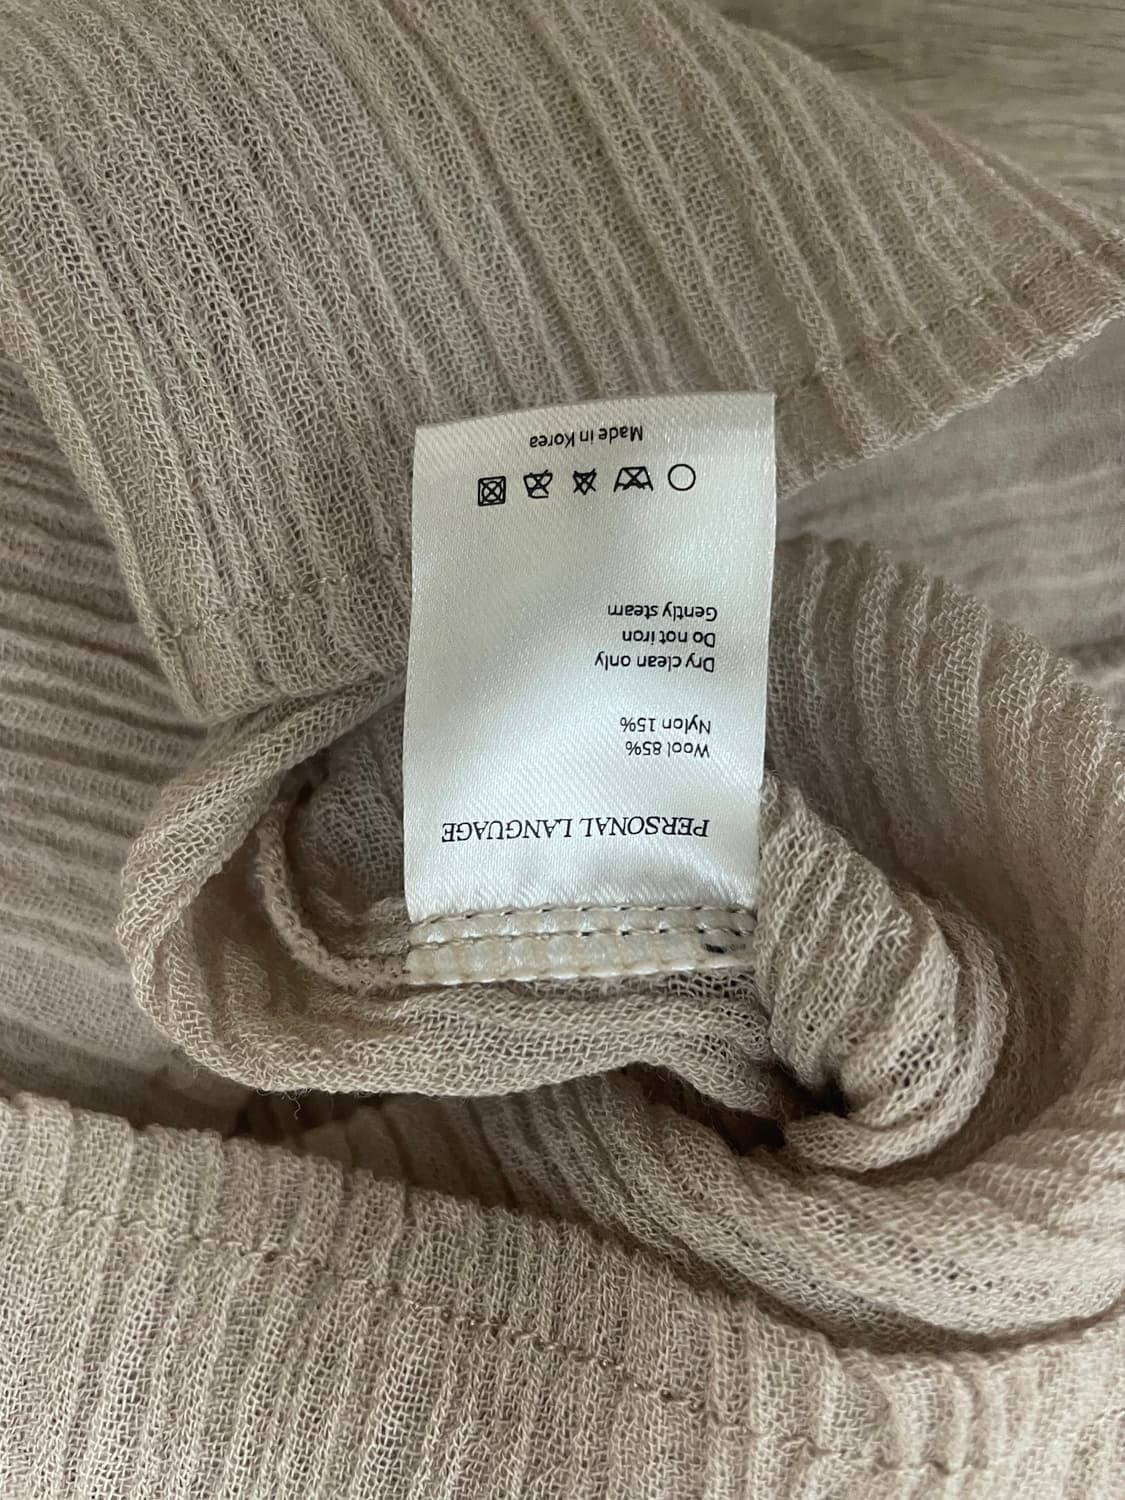 PERSONAL LANGUAGE
Wool 85%
Nylon 15%
Dry clean only
Do not iron
Gently steam
Made in Korea